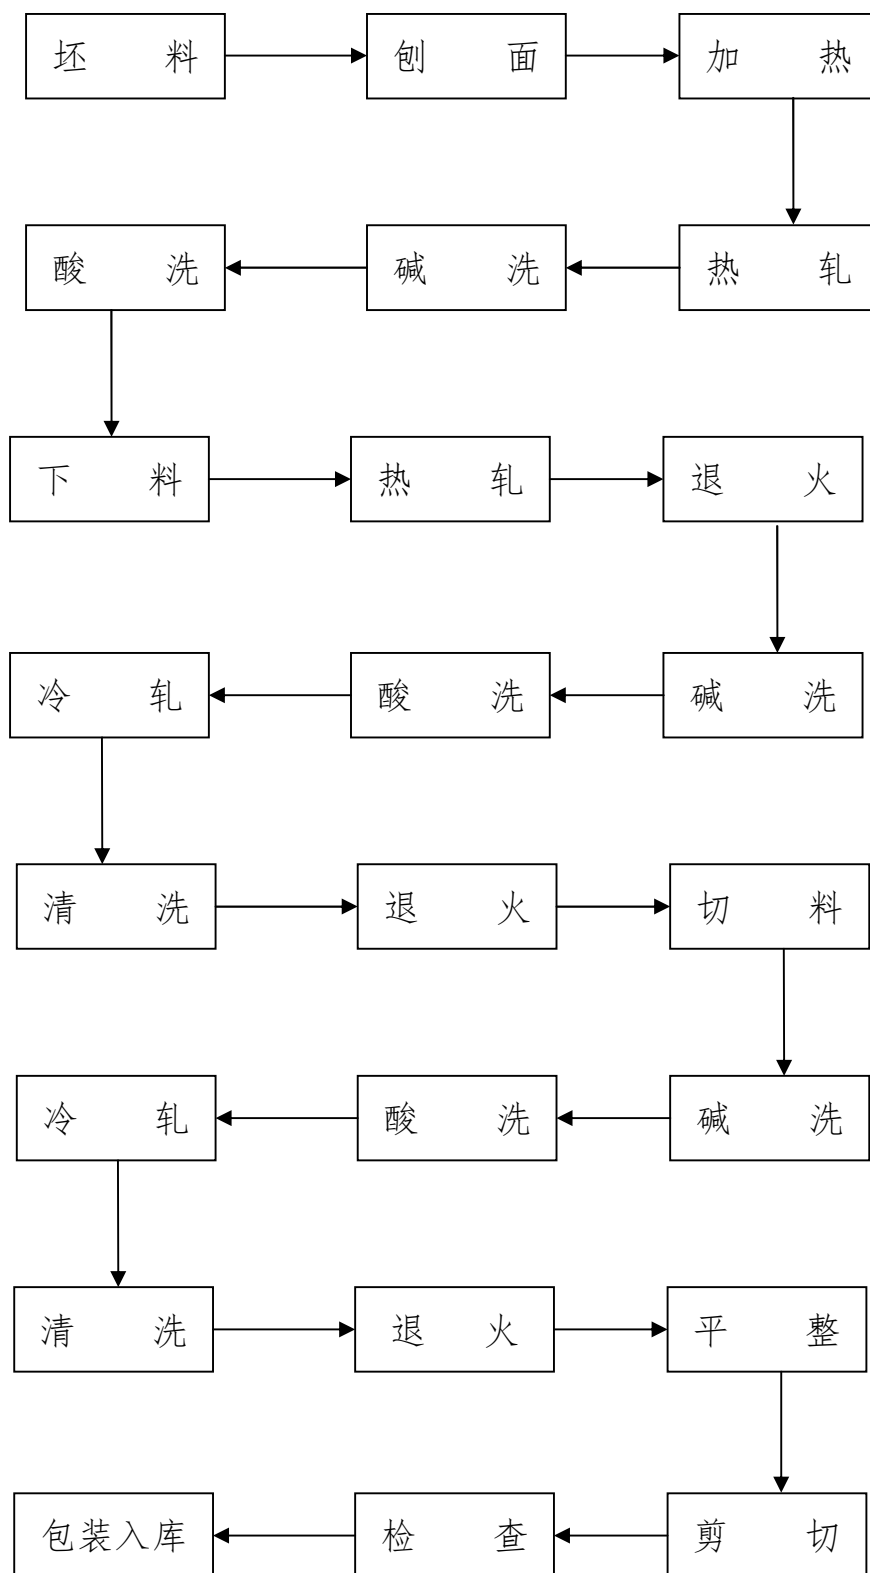 坯 料 刨 面 加 热
酸 洗 碱 洗 热 轧
下 料 热 轧 退 火
冷 轧 酸 洗 碱 洗
清 洗 退 火 切 料
冷 轧 酸 洗 碱 洗
清 洗 退 火 平 整
包装入库 检 查 剪 切